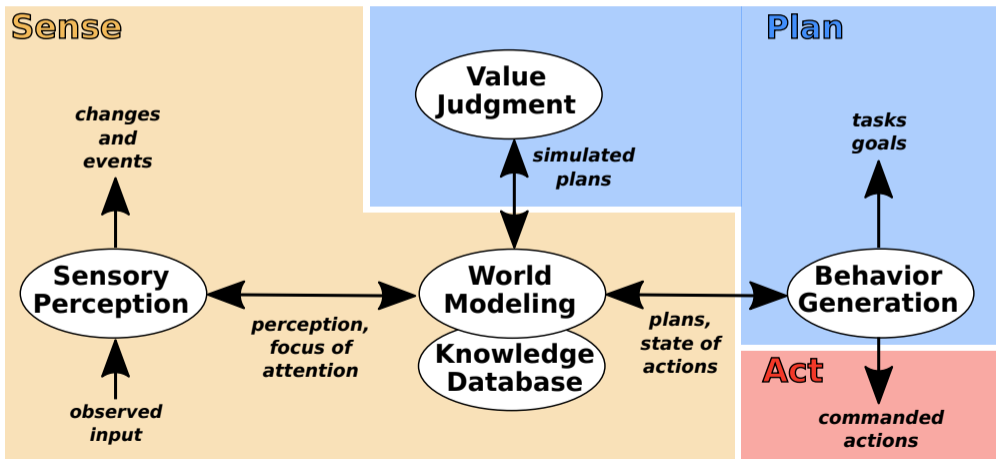 Sense
Plan
Value
Judgment
changes
and
events
tasks
goals
simulated
plans
Sensory
Perception
World
Modeling
Behavior
Generation
perception,
focus of
attention
plans,
state of
actions
Knowledge
Database
Act
observed
input
commanded
actions